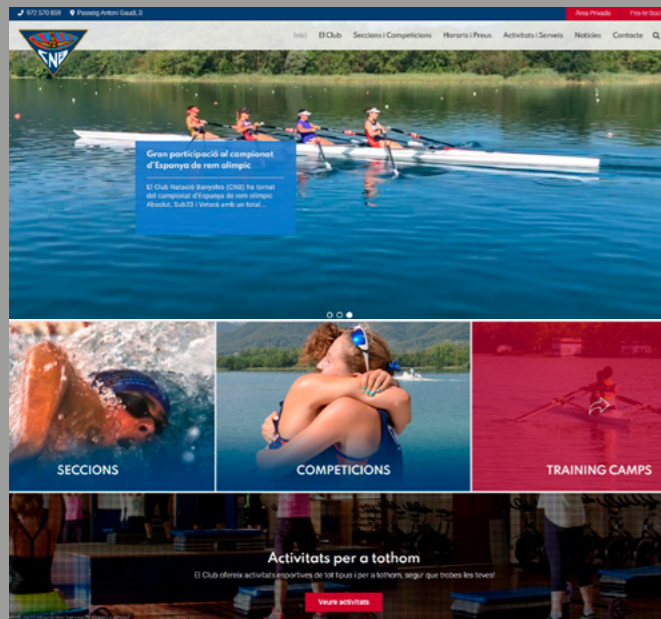 972 570 859 Passeig Antoni Gaudí, 3 Àrea Privada Fes-te Soci
CNB
Inici El Club Seccions i Competicions Horaris i Preus Activitats i Serveis Notícies Contacte
Gran participació al campionat
d'Espanya de rem olímpic
El Club Natació Banyoles (CNB) ha tornat
del campionat d'Espanya de rem olímpic
Absolut, Sub23 i Veterà amb un total...
SECCIONS COMPETICIONS TRAINING CAMPS
Activitats per a tothom
El Club ofereix activitats esportives de tot tipus i per a tothom, segur que trobes les teves!
Veure activitats